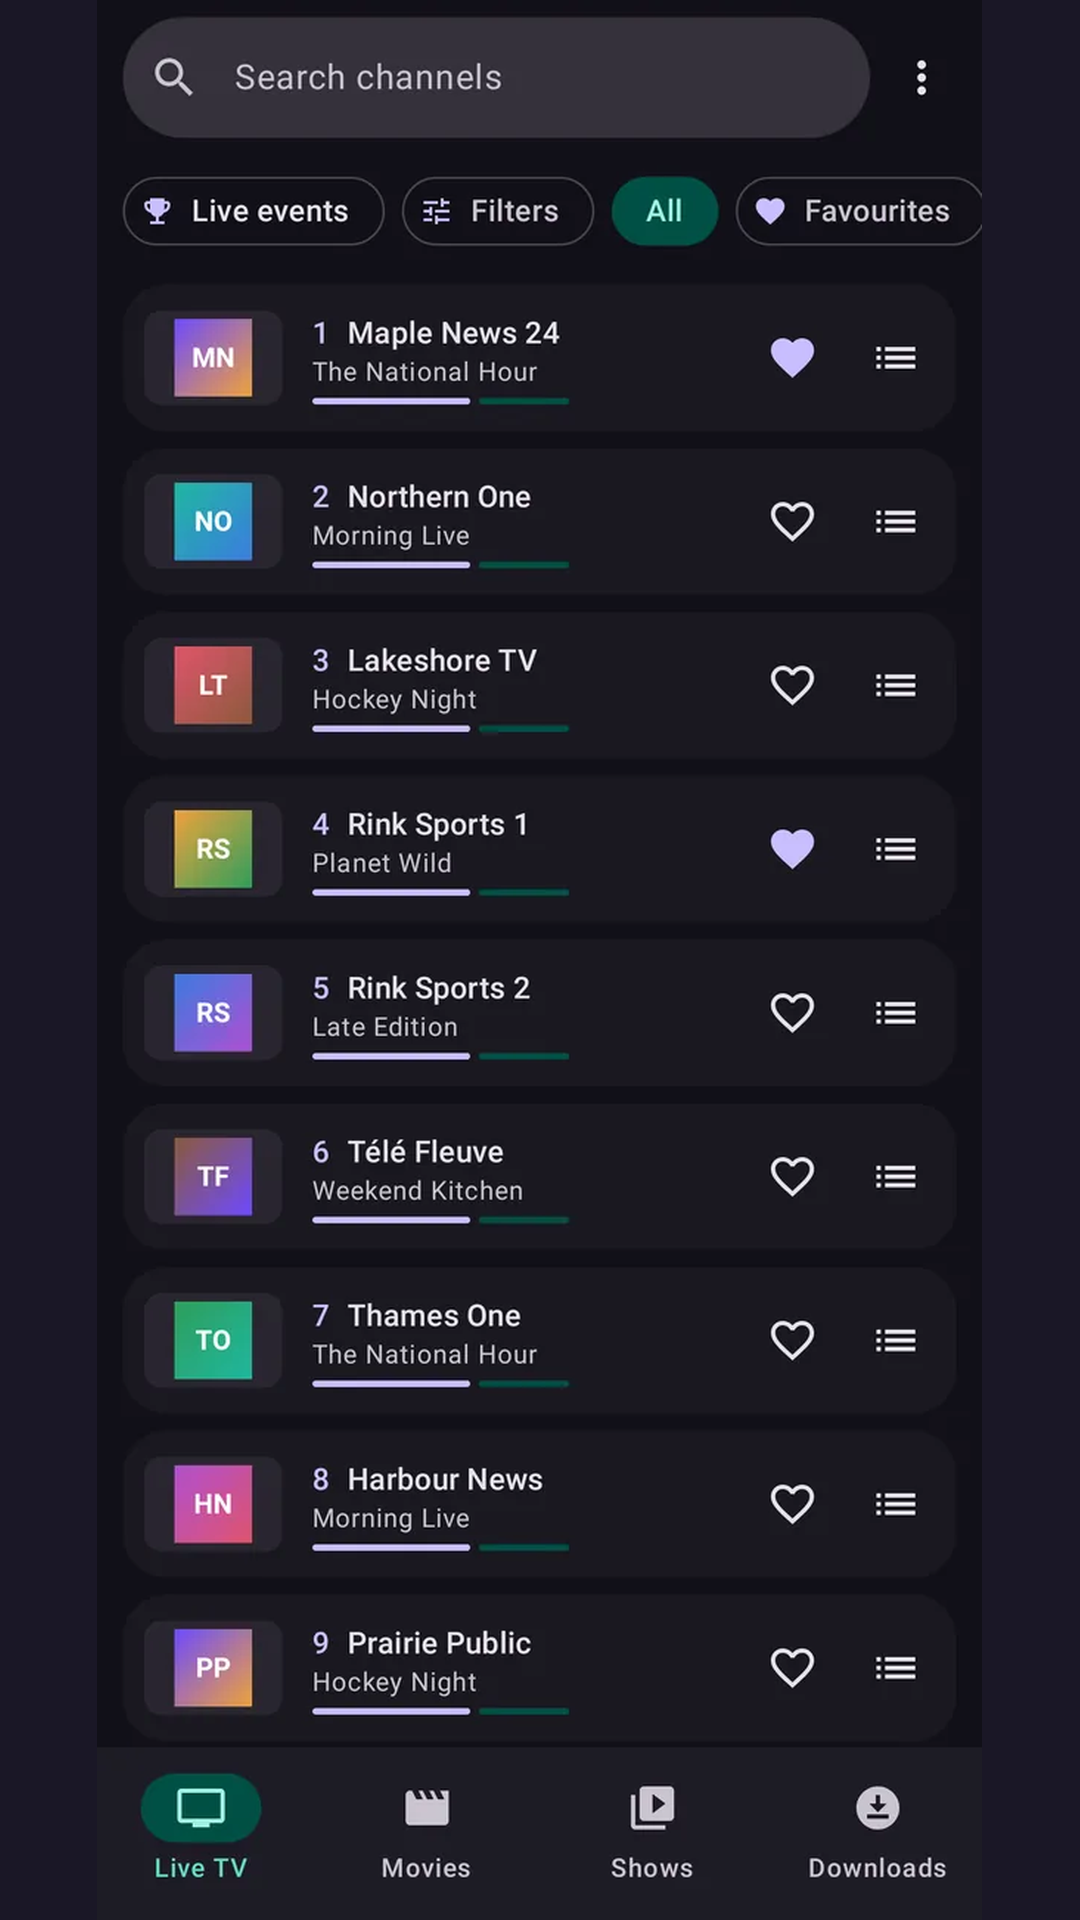 Search channels
Live events
Filters
All
Favourites
MN
1 Maple News 24
The National Hour
NO
2 Northern One
Morning Live
LT
3 Lakeshore TV
Hockey Night
RS
4 Rink Sports 1
Planet Wild
RS
5 Rink Sports 2
Late Edition
TF
6 Télé Fleuve
Weekend Kitchen
TO
7 Thames One
The National Hour
HN
8 Harbour News
Morning Live
PP
9 Prairie Public
Hockey Night
Live TV
Movies
Shows
Downloads